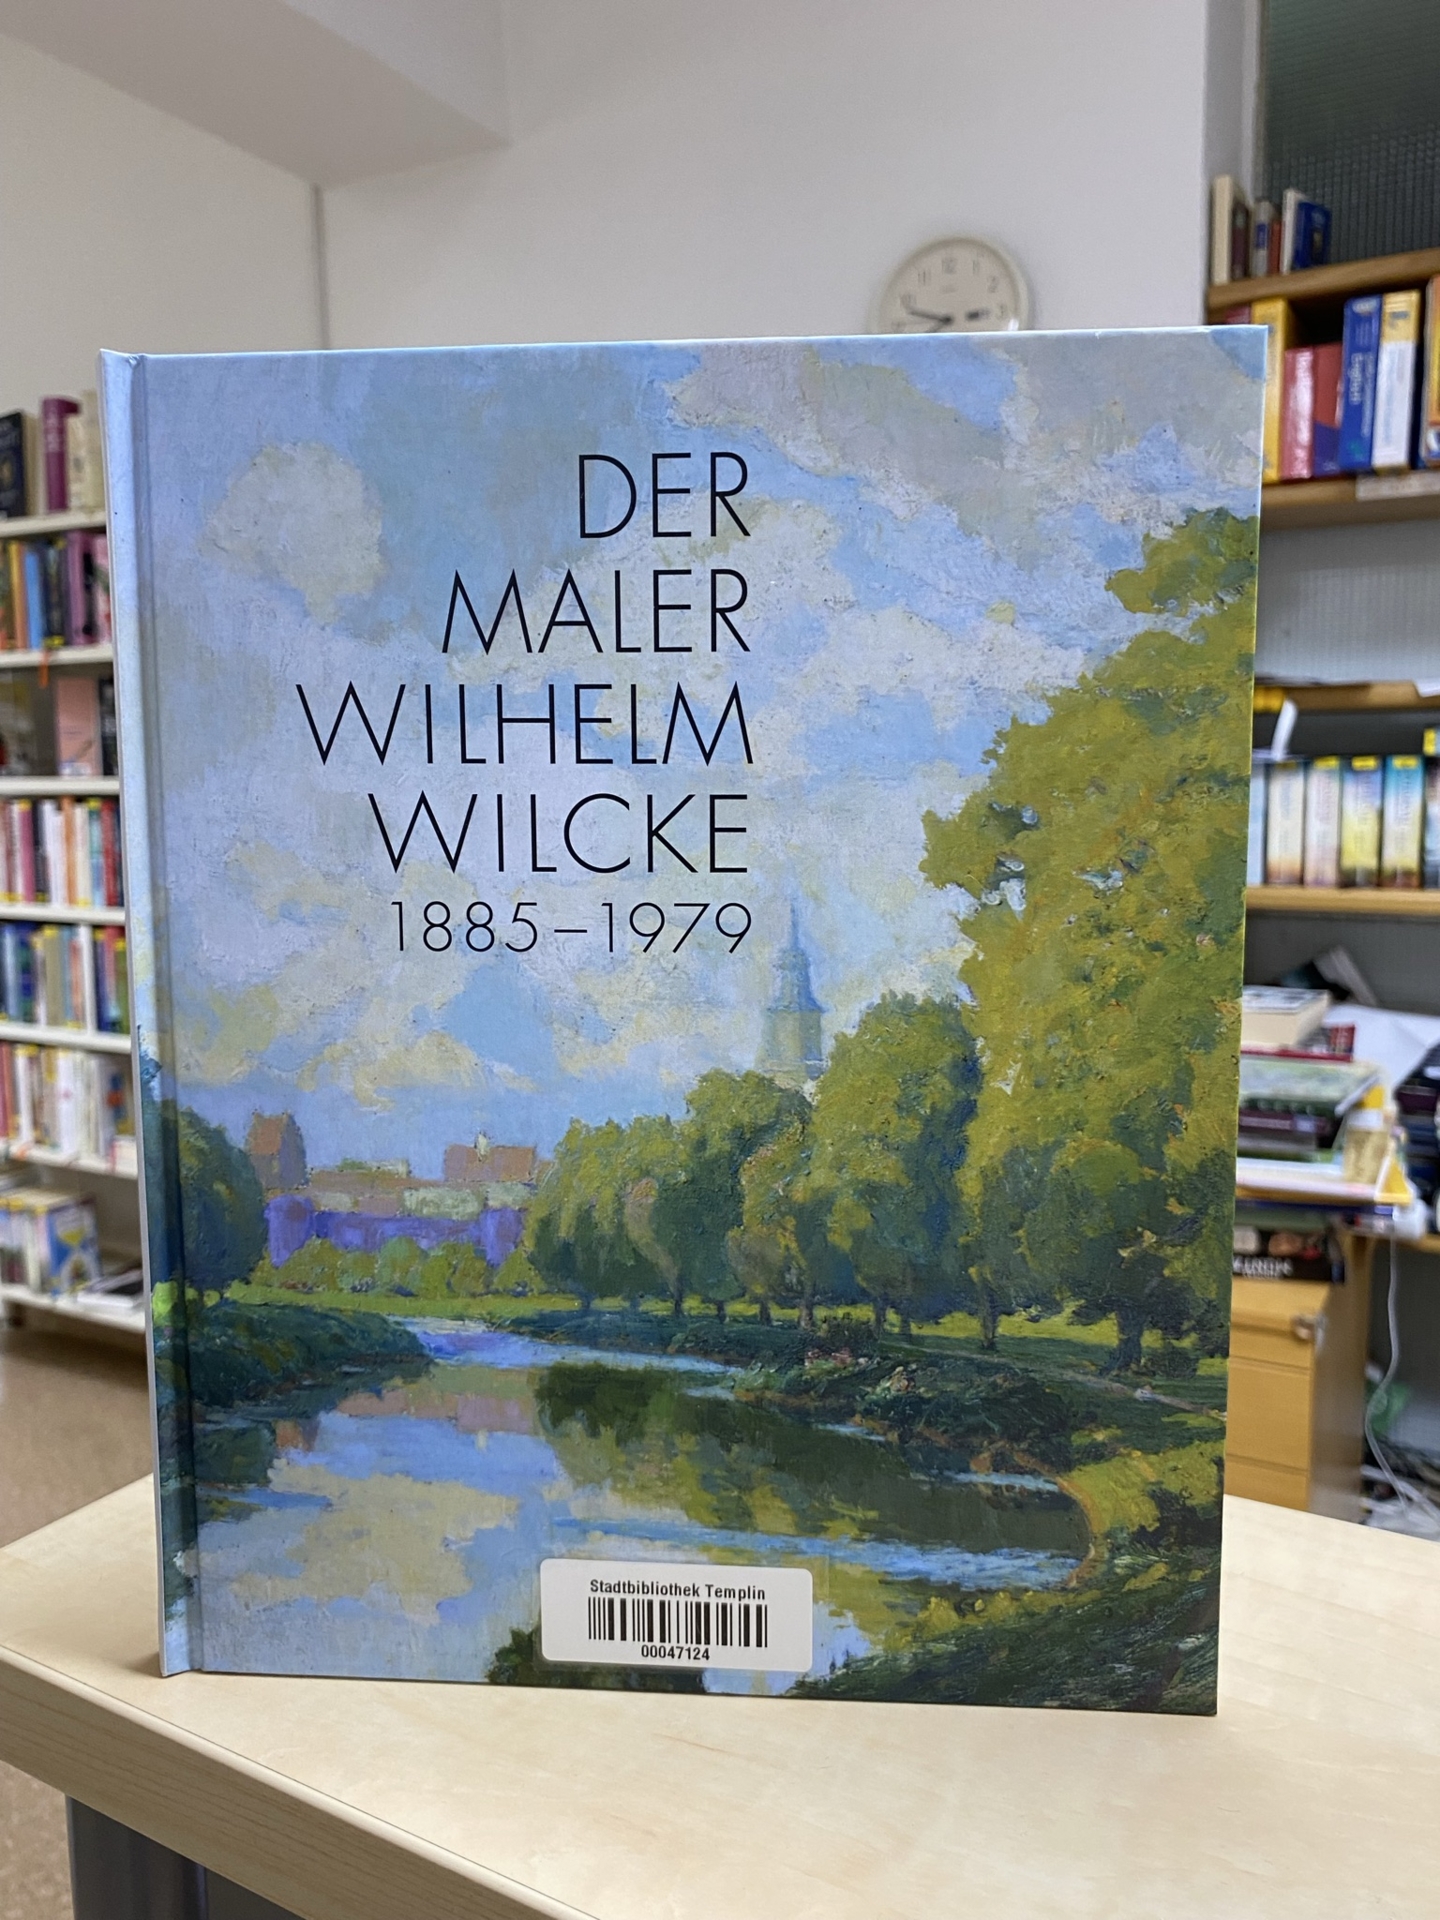 DER
MALER
WILHELM
WILCKE
1885–1979
Stadtbibliothek Templin
00047124